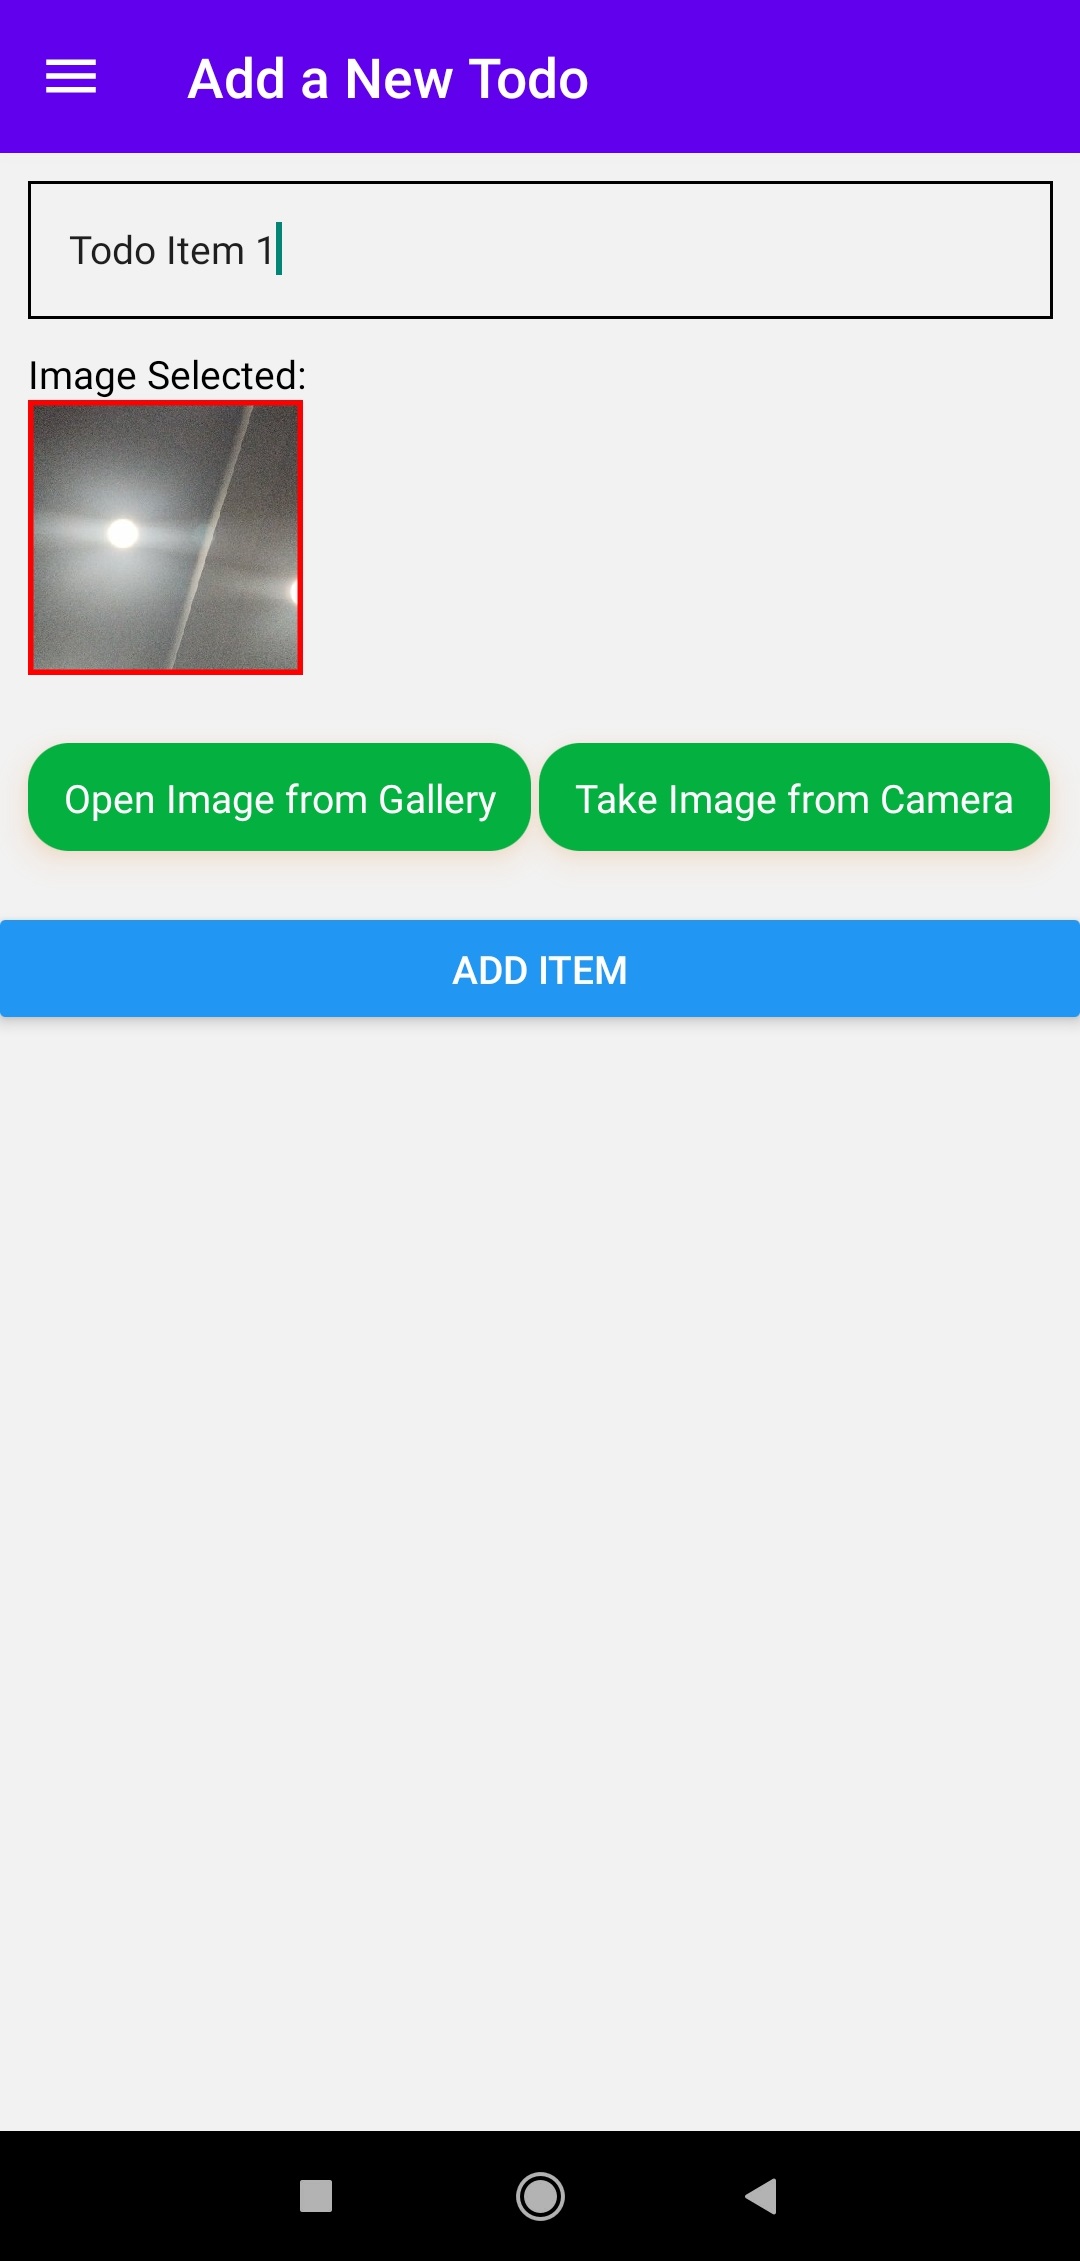 Add a New Todo
Todo Item 1
Image Selected:
Open Image from Gallery
Take Image from Camera
ADD ITEM